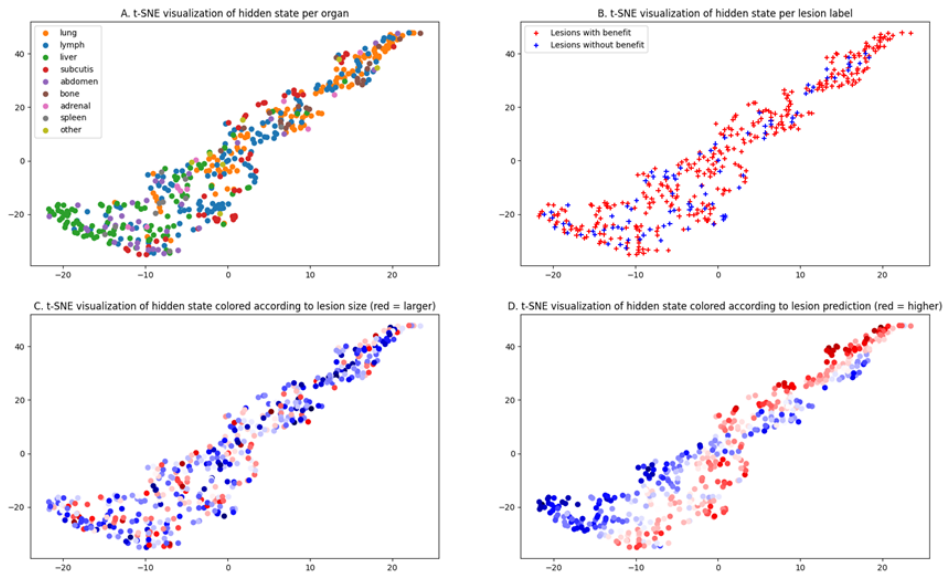 A. t-SNE visualization of hidden state per organ
lung
lymph
liver
subcutis
abdomen
bone
adrenal
spleen
other
40
20
0
−20
−20
−10
0
10
20
B. t-SNE visualization of hidden state per lesion label
Lesions with benefit
Lesions without benefit
40
20
0
−20
−20
−10
0
10
20
C. t-SNE visualization of hidden state colored according to lesion size (red = larger)
40
20
0
−20
−20
−10
0
10
20
D. t-SNE visualization of hidden state colored according to lesion prediction (red = higher)
40
20
0
−20
−20
−10
0
10
20